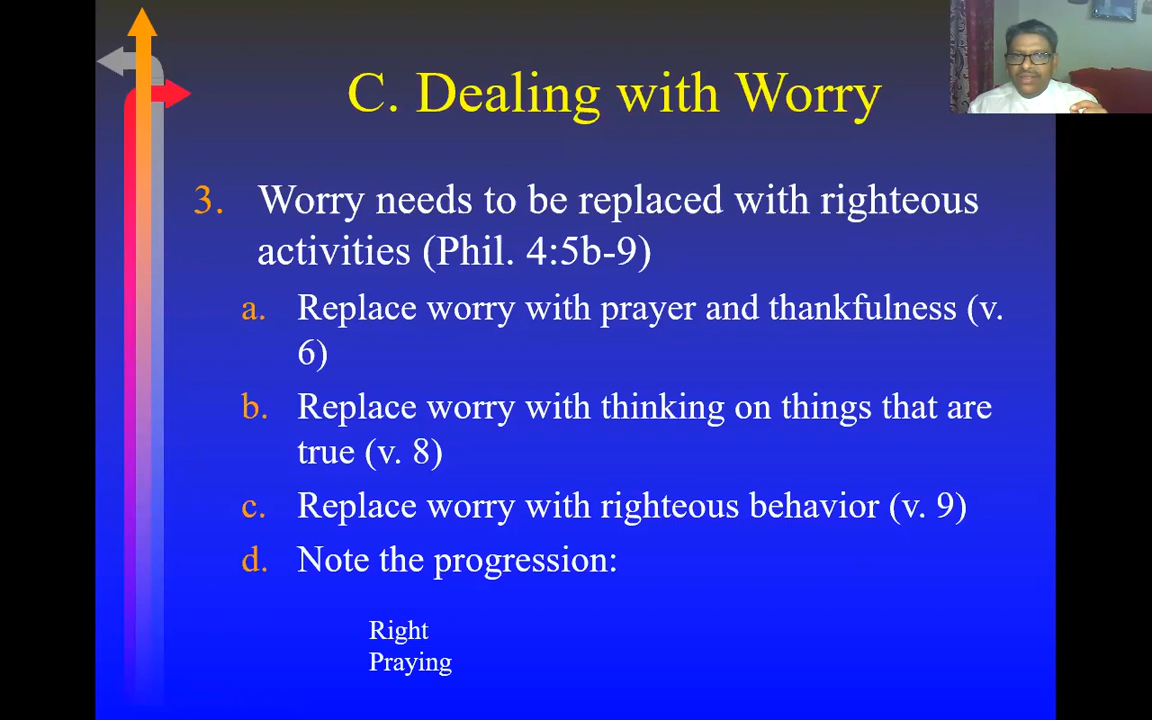 C. Dealing with Worry
3. Worry needs to be replaced with righteous
activities (Phil. 4:5b-9)
a. Replace worry with prayer and thankfulness (v.
6)
b. Replace worry with thinking on things that are
true (v. 8)
c. Replace worry with righteous behavior (v. 9)
d. Note the progression:
Right
Praying